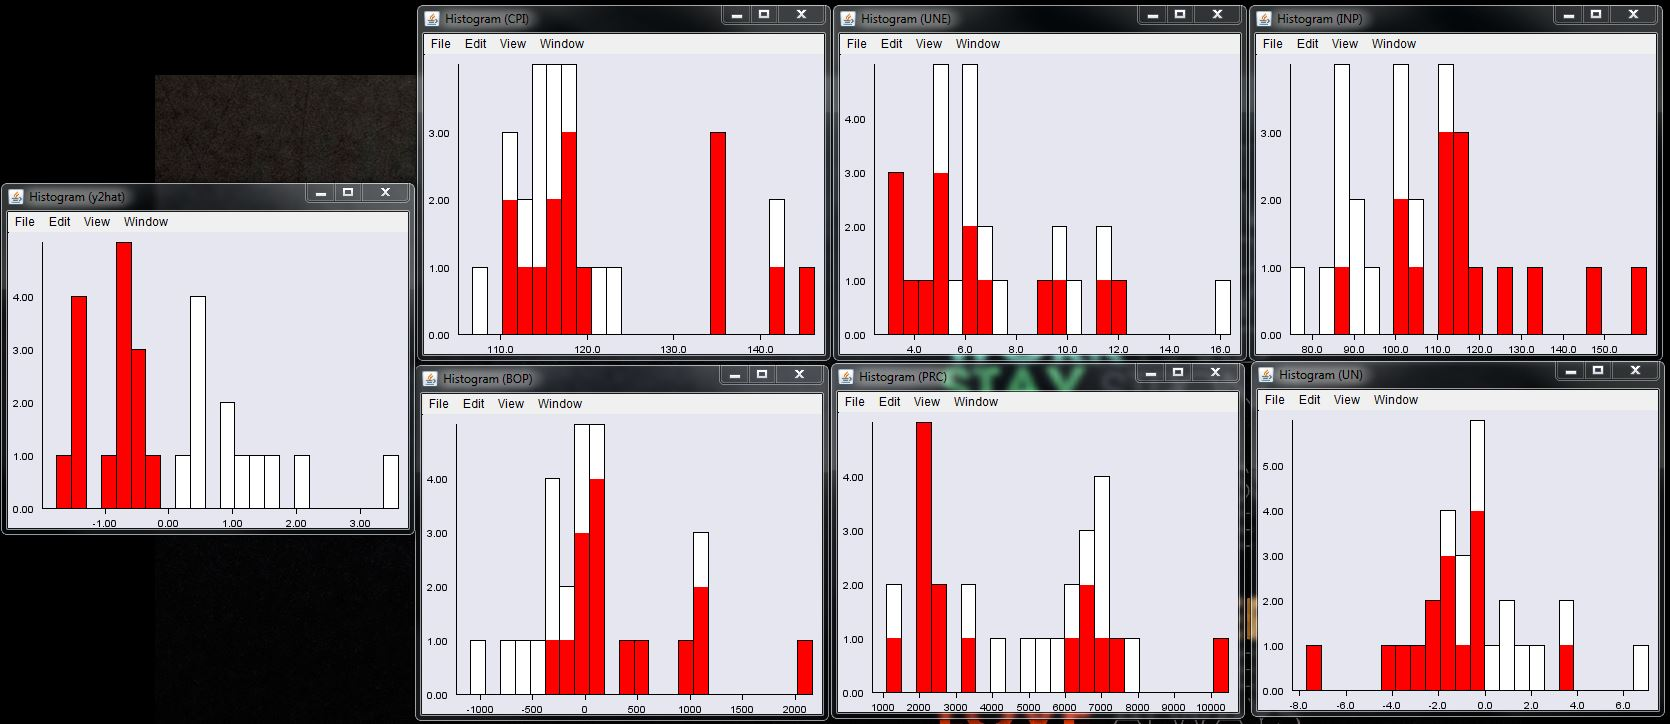 Histogram (CPI)
File Edit View Window
3.00
2.00
1.00
0.00
110.0 120.0 130.0 140.0
Histogram (UNE)
File Edit View Window
4.00
3.00
2.00
1.00
0.00
4.0 6.0 8.0 10.0 12.0 14.0 16.0
Histogram (INP)
File Edit View Window
3.00
2.00
1.00
0.00
80.0 90.0 100.0 110.0 120.0 130.0 140.0 150.0
Histogram (y2hat)
File Edit View Window
4.00
3.00
2.00
1.00
0.00
-1.00 0.00 1.00 2.00 3.00
Histogram (BOP)
File Edit View Window
4.00
3.00
2.00
1.00
0.00
-1000 -500 0 500 1000 1500 2000
STAY
Histogram (PRC)
File Edit View Window
4.00
3.00
2.00
1.00
0.00
1000 2000 3000 4000 5000 6000 7000 8000 9000 10000
Histogram (UN)
File Edit View Window
5.00
4.00
3.00
2.00
1.00
0.00
-8.0 -6.0 -4.0 -2.0 0.0 2.0 4.0 6.0